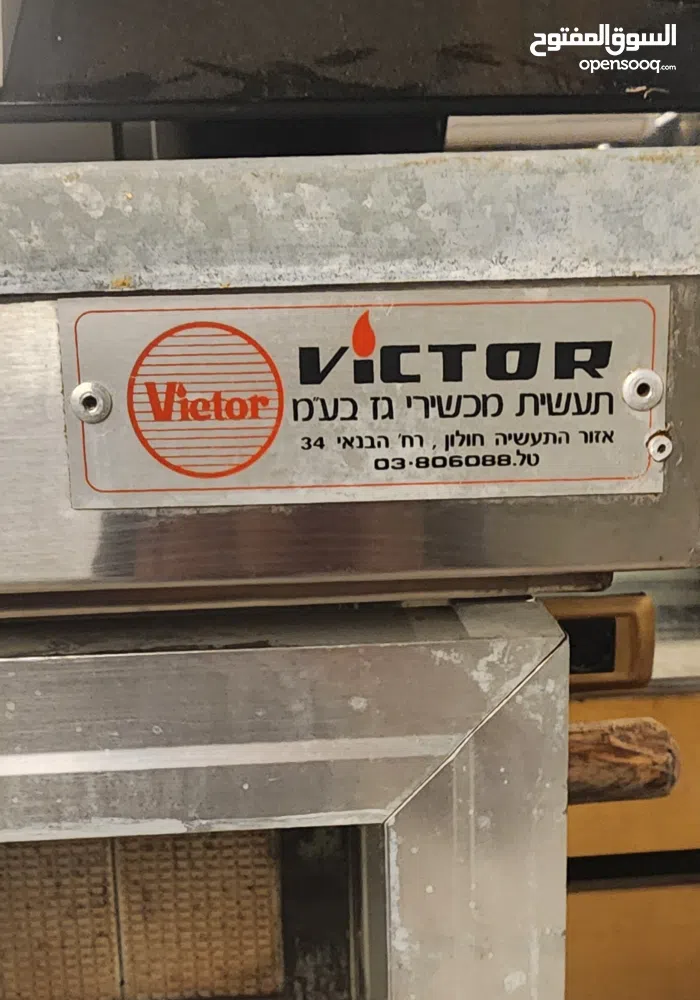 السوق المفتوح
opensooq.com
Victor
VICTOR
תעשית מכשירי גז בע"מ
אזור התעשיה חולון, רח' הבנאי 34
טל. 03-806088